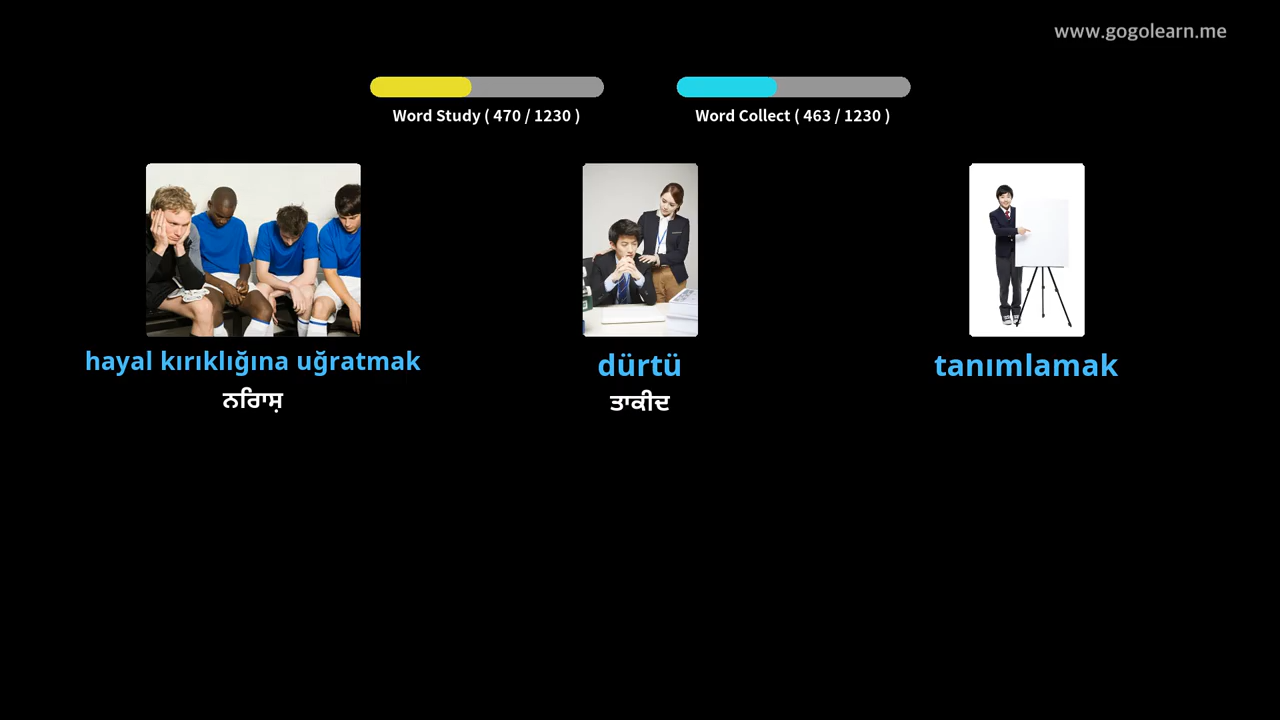 www.gogolearn.me
Word Study ( 470 / 1230 )
Word Collect ( 463 / 1230 )
hayal kırıklığına uğratmak
ਨਿਰਾਸ਼
dürtü
ਤਾਕੀਦ
tanımlamak